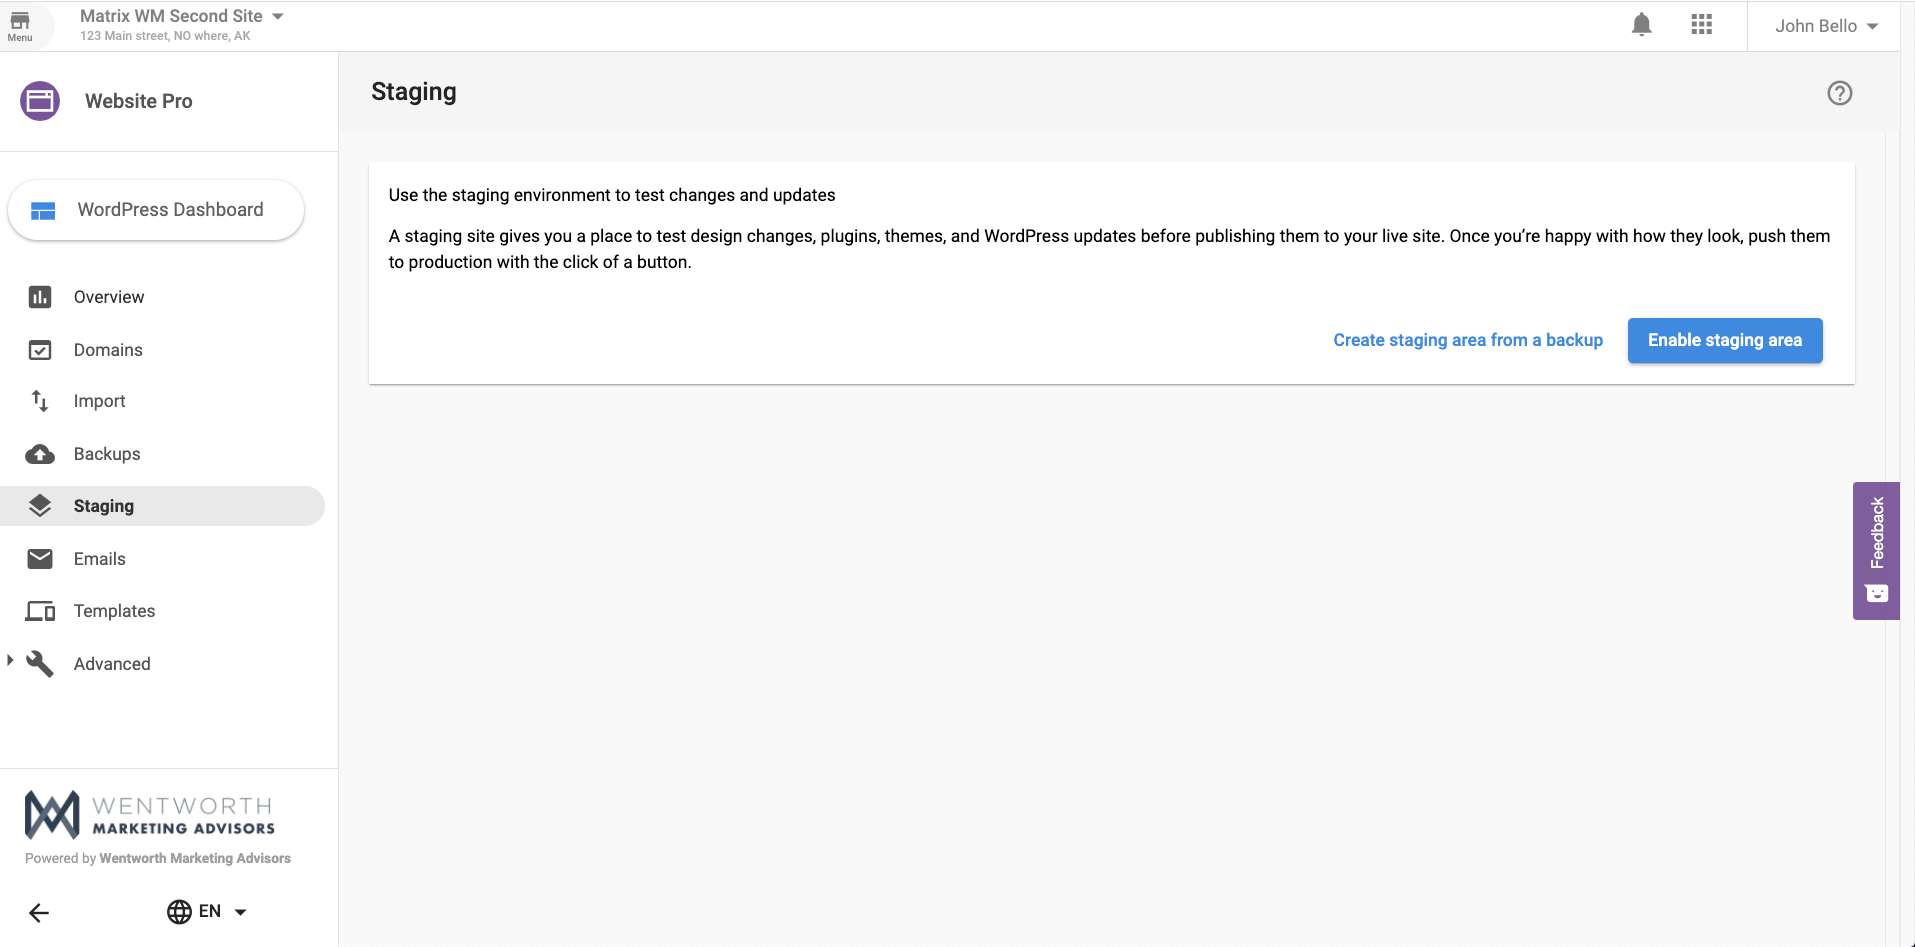 Menu
Matrix WM Second Site
123 Main street, NO where, AK
John Bello
Website Pro
WordPress Dashboard
Overview
Domains
Import
Backups
Staging
Emails
Templates
Advanced
WENTWORTH
MARKETING ADVISORS
Powered by Wentworth Marketing Advisors
EN
Staging
Use the staging environment to test changes and updates
A staging site gives you a place to test design changes, plugins, themes, and WordPress updates before publishing them to your live site. Once you’re happy with how they look, push them
to production with the click of a button.
Create staging area from a backup
Enable staging area
Feedback